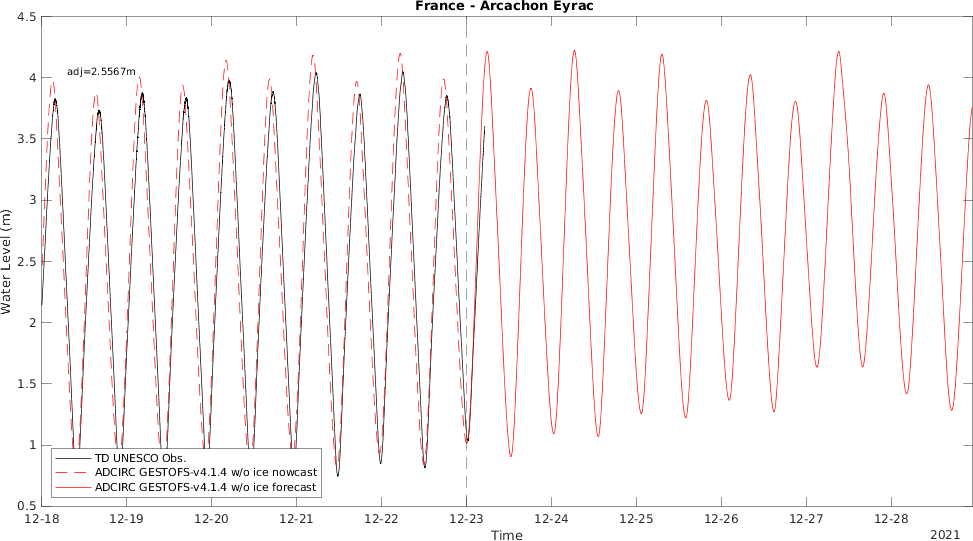 France - Arcachon Eyrac
4.5
adj=2.5567m
4
3.5
3
2.5
2
1.5
1
0.5
Water Level (m)
TD UNESCO Obs.
ADCIRC GESTOFS-v4.1.4 w/o ice nowcast
ADCIRC GESTOFS-v4.1.4 w/o ice forecast
12-18 12-19 12-20 12-21 12-22 12-23 12-24 12-25 12-26 12-27 12-28
Time
2021